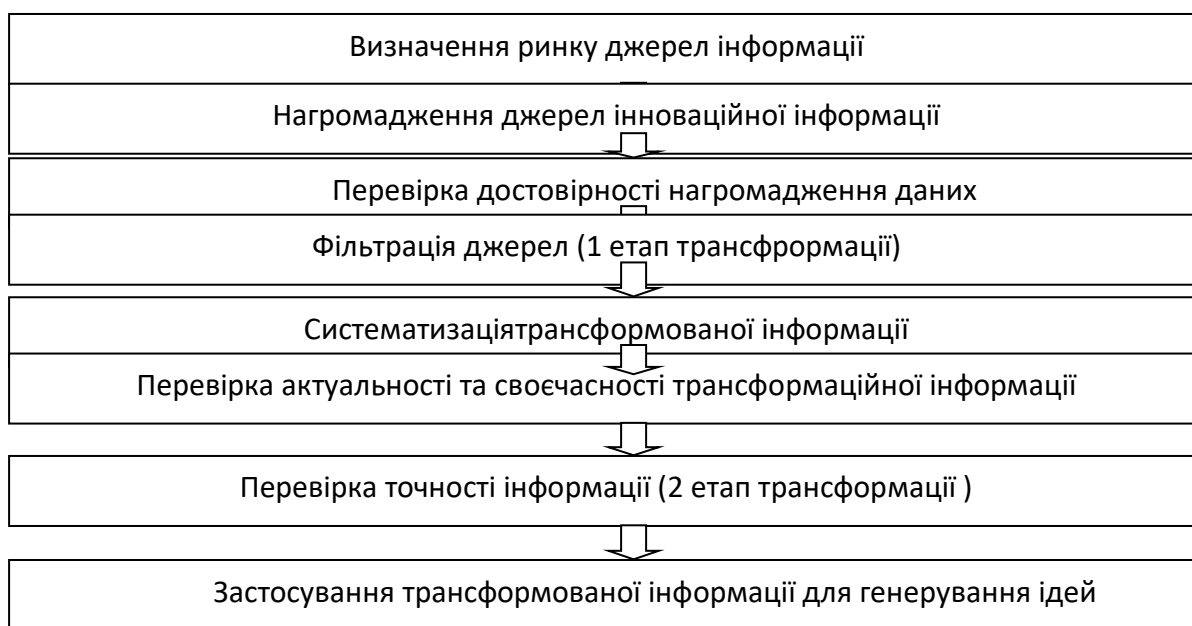 Визначення ринку джерел інформації
Нагромадження джерел інноваційної інформації
Перевірка достовірності нагромадження даних
Фільтрація джерел (1 етап трансфрормації)
Систематизаціятрансформованої інформації
Перевірка актуальності та своєчасності трансформаційної інформації
Перевірка точності інформації (2 етап трансформації )
Застосування трансформованої інформації для генерування ідей